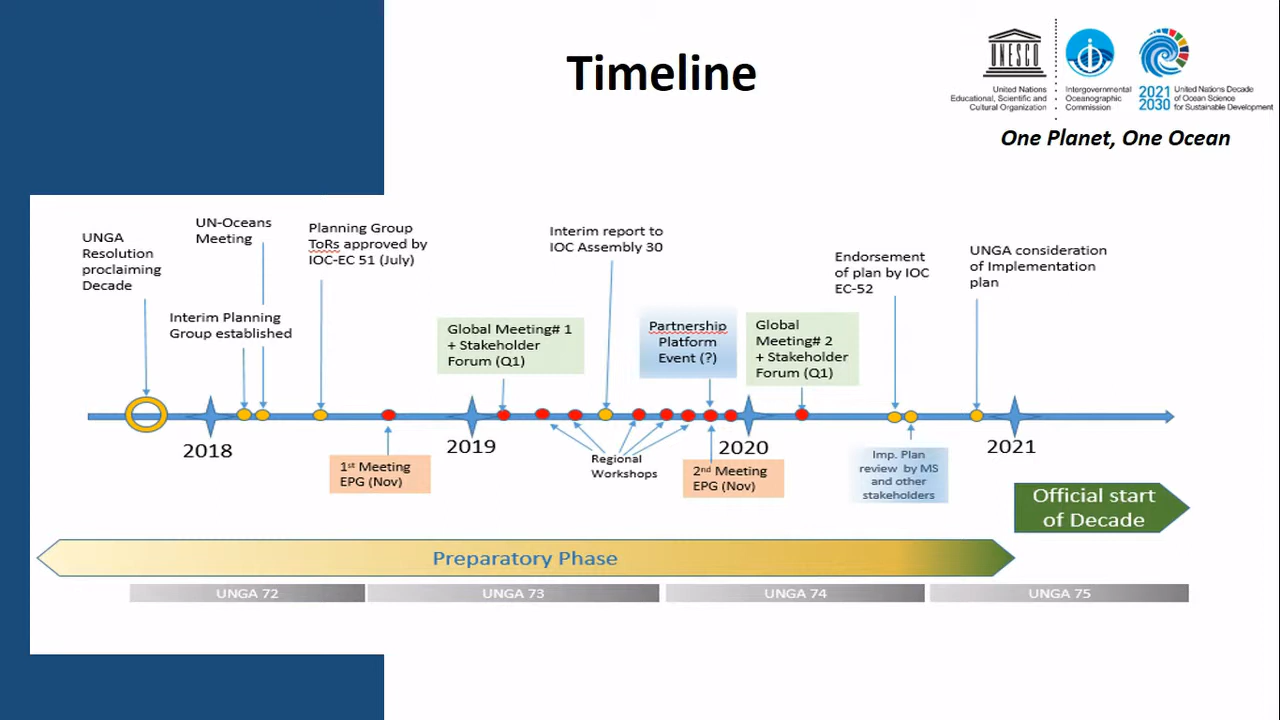 Timeline
UNESCO
United Nations
Educational, Scientific and
Cultural Organization
Intergovernmental
Oceanographic
Commission
2021
2030
United Nations Decade
of Ocean Science
for Sustainable Development
One Planet, One Ocean
UNGA
Resolution
proclaiming
Decade
UN-Oceans
Meeting
Interim Planning
Group established
Planning Group
ToRs approved by
IOC-EC 51 (July)
Global Meeting# 1
+ Stakeholder
Forum (Q1)
Interim report to
IOC Assembly 30
Partnership
Platform
Event (?)
Global
Meeting# 2
+ Stakeholder
Forum (Q1)
Endorsement
of plan by IOC
EC-52
UNGA consideration
of Implementation
plan
2018
2019
2020
2021
1st Meeting
EPG (Nov)
Regional
Workshops
2nd Meeting
EPG (Nov)
Imp. Plan
review by MS
and other
stakeholders
Official start
of Decade
Preparatory Phase
UNGA 72
UNGA 73
UNGA 74
UNGA 75